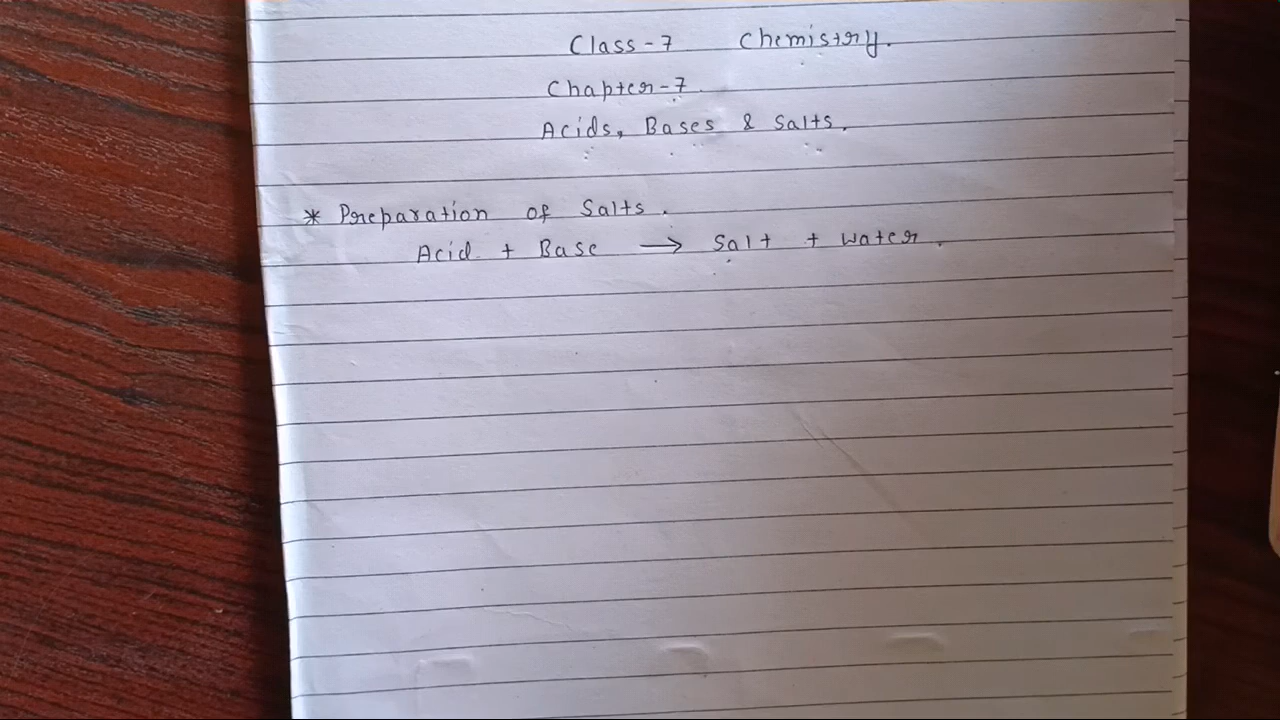 Class-7 Chemistry.
Chapter-7.
Acids, Bases & Salts.
* Preparation of Salts.
Acid + Base → Salt + Water.